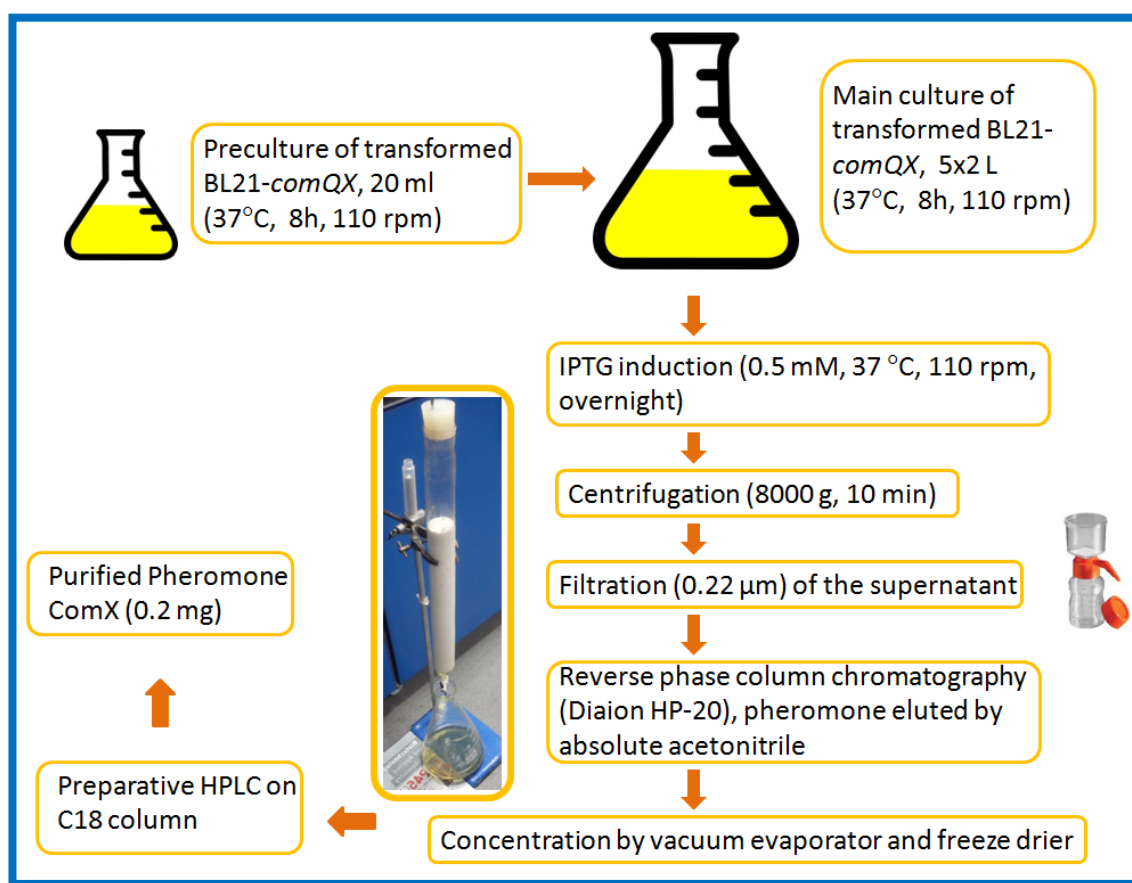 Preculture of transformed
BL21-comQX, 20 ml
(37°C, 8h, 110 rpm)
Main culture of
transformed BL21-
comQX, 5x2 L
(37°C, 8h, 110 rpm)
IPTG induction (0.5 mM, 37 °C, 110 rpm,
overnight)
Centrifugation (8000 g, 10 min)
Filtration (0.22 µm) of the supernatant
Reverse phase column chromatography
(Diaion HP-20), pheromone eluted by
absolute acetonitrile
Concentration by vacuum evaporator and freeze drier
Preparative HPLC on
C18 column
Purified Pheromone
ComX (0.2 mg)